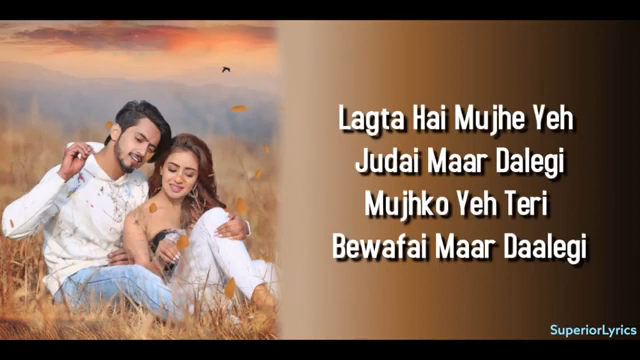 Lagta Hai Mujhe Yeh
Judai Maar Dalegi
Mujhko Yeh Teri
Bewafai Maar Daalegi
SuperiorLyrics